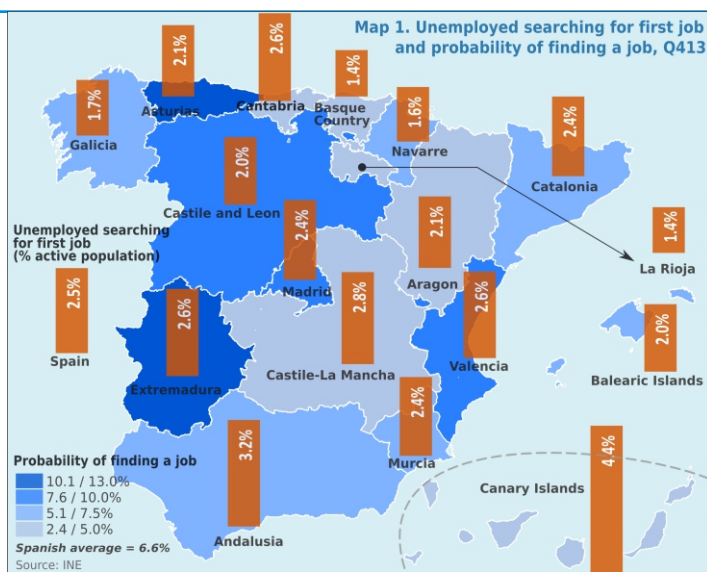 Map 1. Unemployed searching for first job
and probability of finding a job, Q413
2.1%
Asturias
2.6%
Cantabria
1.4%
Basque
Country
1.7%
Galicia
1.6%
Navarre
2.4%
Catalonia
2.0%
Castile and Leon
2.4%
Madrid
2.1%
Aragon
1.4%
La Rioja
Unemployed searching
for first job
(% active population)
2.5%
Spain
2.6%
Extremadura
2.8%
Castile-La Mancha
2.6%
Valencia
2.0%
Balearic Islands
2.4%
Murcia
3.2%
Andalusia
4.4%
Canary Islands
Probability of finding a job
10.1 / 13.0%
7.6 / 10.0%
5.1 / 7.5%
2.4 / 5.0%
Spanish average = 6.6%
Source: INE